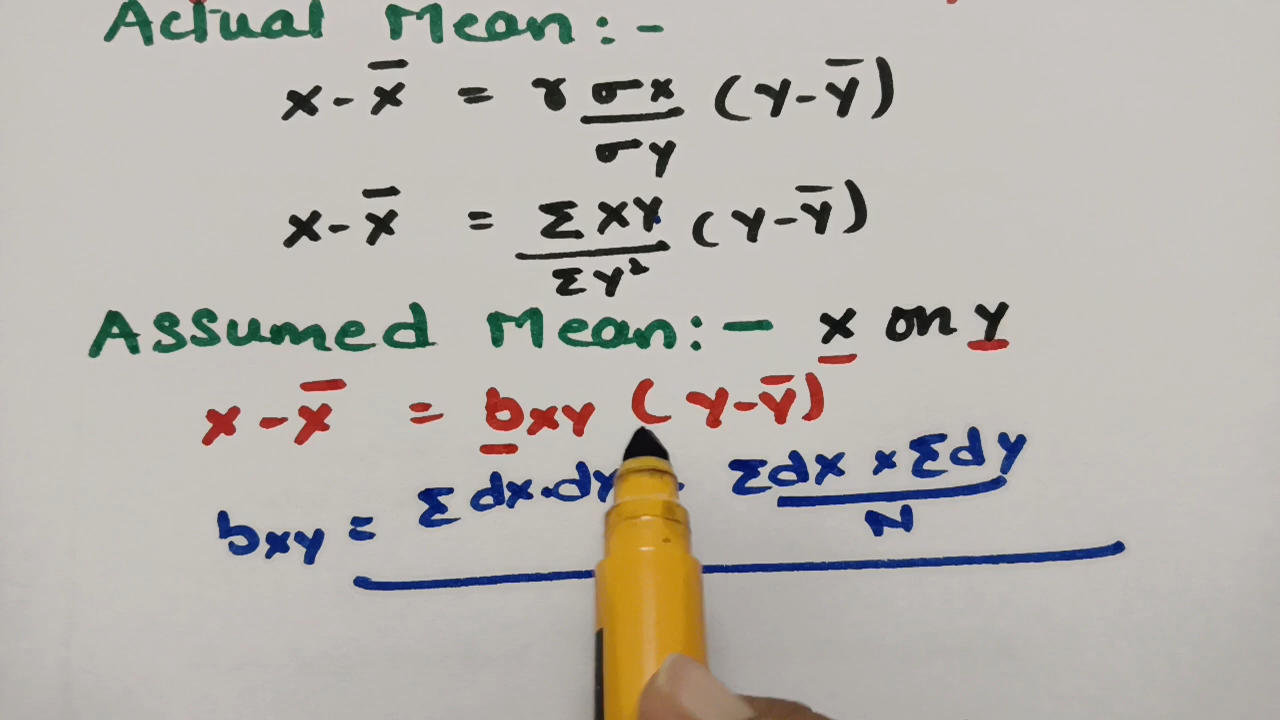 Actual Mean:-
x - x̄ = r σx/σy (y - ȳ)
x - x̄ = Σxy/Σy² (y - ȳ)
Assumed Mean:- x on y
x - x̄ = bxy (y - ȳ)
bxy = Σdx.dy Σdx × Σdy/N